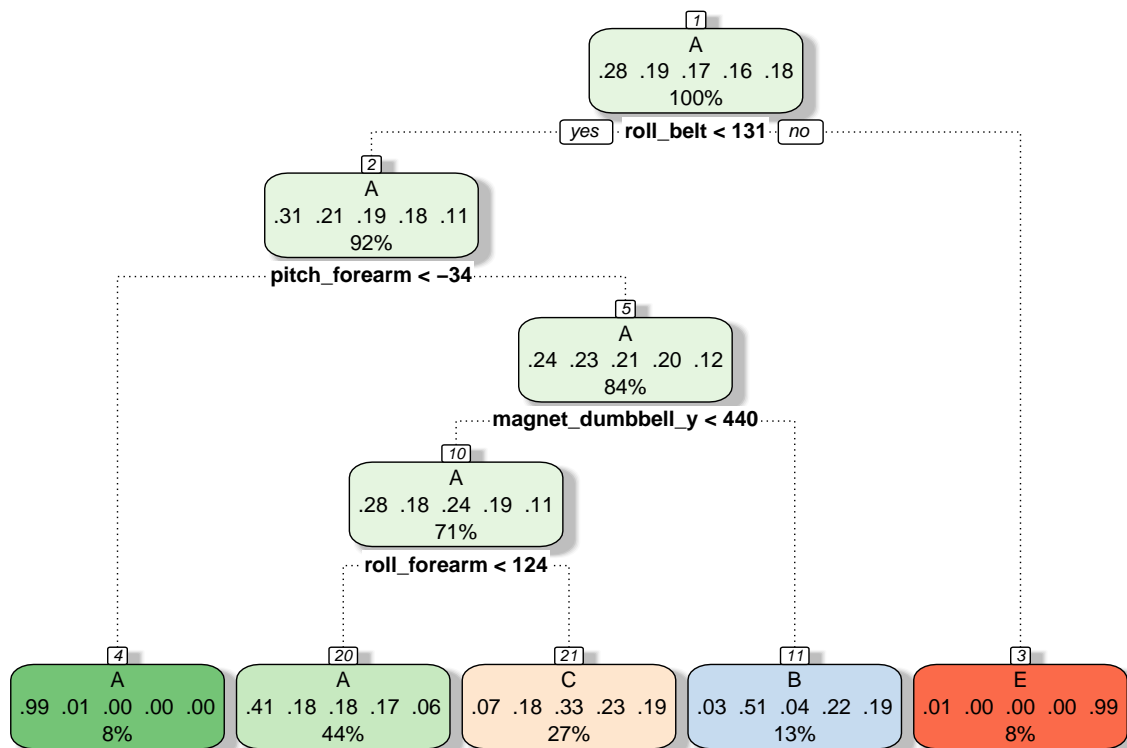 1
A
.28 .19 .17 .16 .18
100%
yes roll_belt < 131 no
2
A
.31 .21 .19 .18 .11
92%
pitch_forearm < −34
5
A
.24 .23 .21 .20 .12
84%
magnet_dumbbell_y < 440
10
A
.28 .18 .24 .19 .11
71%
roll_forearm < 124
4
A
.99 .01 .00 .00 .00
8%
20
A
.41 .18 .18 .17 .06
44%
21
C
.07 .18 .33 .23 .19
27%
11
B
.03 .51 .04 .22 .19
13%
3
E
.01 .00 .00 .00 .99
8%